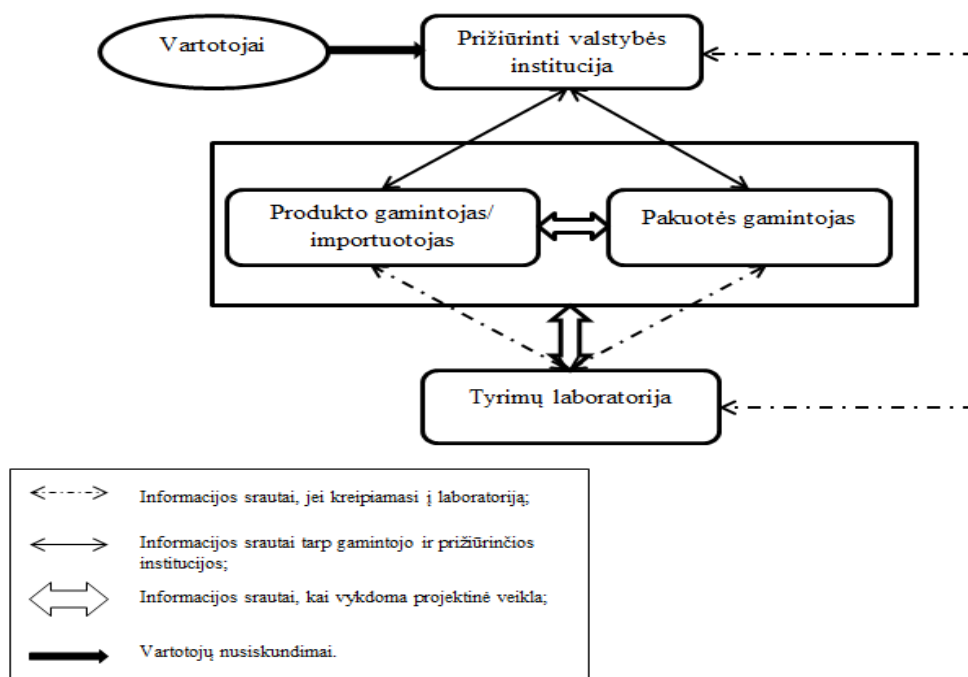 Vartotojai
Prižiūrinti valstybės
institucija
Produkto gamintojas/
importuotojas
Pakuotės gamintojas
Tyrimų laboratorija
Informacijos srautai, jei kreipiamasi į laboratoriją;
Informacijos srautai tarp gamintojo ir prižiūrinčios
institucijos;
Informacijos srautai, kai vykdoma projektinė veikla;
Vartotojų nusiskundimai.